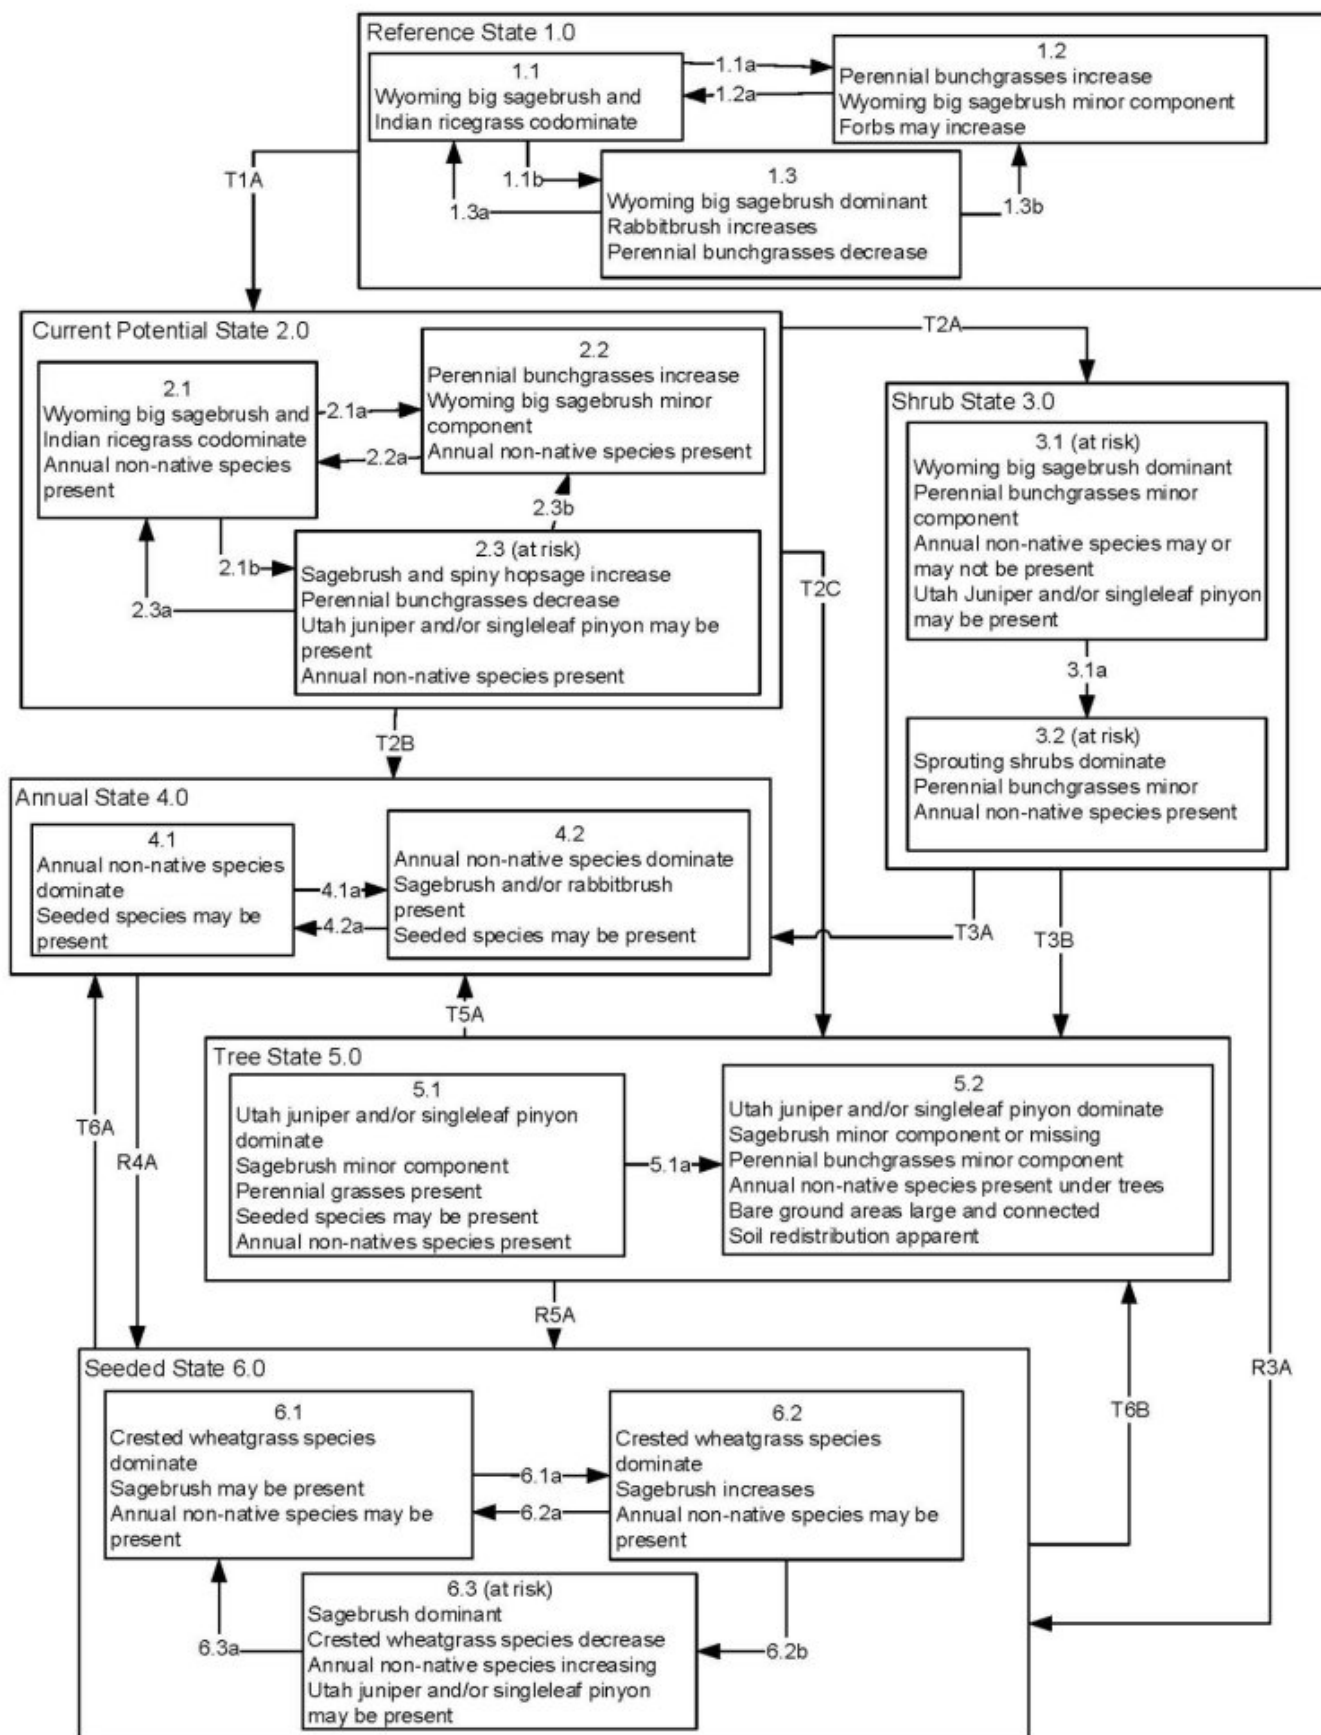 Reference State 1.0
1.1
Wyoming big sagebrush and
Indian ricegrass codominate
1.1a
1.2a
1.2
Perennial bunchgrasses increase
Wyoming big sagebrush minor component
Forbs may increase
1.1b
1.3a
1.3
Wyoming big sagebrush dominant
Rabbitbrush increases
Perennial bunchgrasses decrease
1.3b
T1A
Current Potential State 2.0
2.1
Wyoming big sagebrush and
Indian ricegrass codominate
Annual non-native species
present
2.1a
2.2a
2.2
Perennial bunchgrasses increase
Wyoming big sagebrush minor
component
Annual non-native species present
2.3b
2.1b
2.3a
2.3 (at risk)
Sagebrush and spiny hopsage increase
Perennial bunchgrasses decrease
Utah juniper and/or singleleaf pinyon may be
present
Annual non-native species present
T2A
T2C
T2B
Shrub State 3.0
3.1 (at risk)
Wyoming big sagebrush dominant
Perennial bunchgrasses minor
component
Annual non-native species may or
may not be present
Utah Juniper and/or singleleaf pinyon
may be present
3.1a
3.2 (at risk)
Sprouting shrubs dominate
Perennial bunchgrasses minor
Annual non-native species present
Annual State 4.0
4.1
Annual non-native species
dominate
Seeded species may be
present
4.1a
4.2a
4.2
Annual non-native species dominate
Sagebrush and/or rabbitbrush
present
Seeded species may be present
T3A
T3B
T5A
Tree State 5.0
5.1
Utah juniper and/or singleleaf pinyon
dominate
Sagebrush minor component
Perennial grasses present
Seeded species may be present
Annual non-natives species present
5.1a
5.2
Utah juniper and/or singleleaf pinyon dominate
Sagebrush minor component or missing
Perennial bunchgrasses minor component
Annual non-native species present under trees
Bare ground areas large and connected
Soil redistribution apparent
T6A
R4A
R5A
R3A
T6B
Seeded State 6.0
6.1
Crested wheatgrass species
dominate
Sagebrush may be present
Annual non-native species may be
present
6.1a
6.2a
6.2
Crested wheatgrass species
dominate
Sagebrush increases
Annual non-native species may be
present
6.3a
6.3 (at risk)
Sagebrush dominant
Crested wheatgrass species decrease
Annual non-native species increasing
Utah juniper and/or singleleaf pinyon
may be present
6.2b